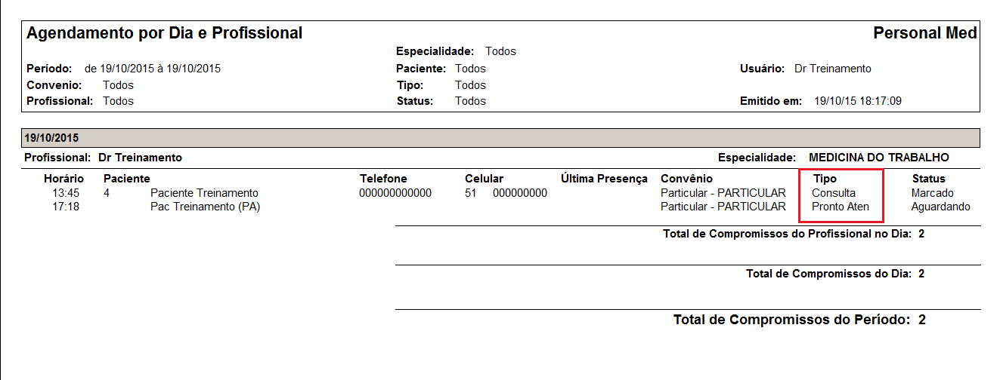 Agendamento por Dia e Profissional Personal Med
Especialidade: Todos
Período: de 19/10/2015 à 19/10/2015 Paciente: Todos Usuário: Dr Treinamento
Convenio: Todos Tipo: Todos
Profissional: Todos Status: Todos Emitido em: 19/10/15 18:17:09
19/10/2015
Profissional: Dr Treinamento Especialidade: MEDICINA DO TRABALHO
Horário Paciente Telefone Celular Última Presença Convênio Tipo Status
13:45 4 Paciente Treinamento 000000000000 51 000000000 Particular - PARTICULAR Consulta Marcado
17:18 Pac Treinamento (PA) Particular - PARTICULAR Pronto Aten Aguardando
Total de Compromissos do Profissional no Dia: 2
Total de Compromissos do Dia: 2
Total de Compromissos do Período: 2